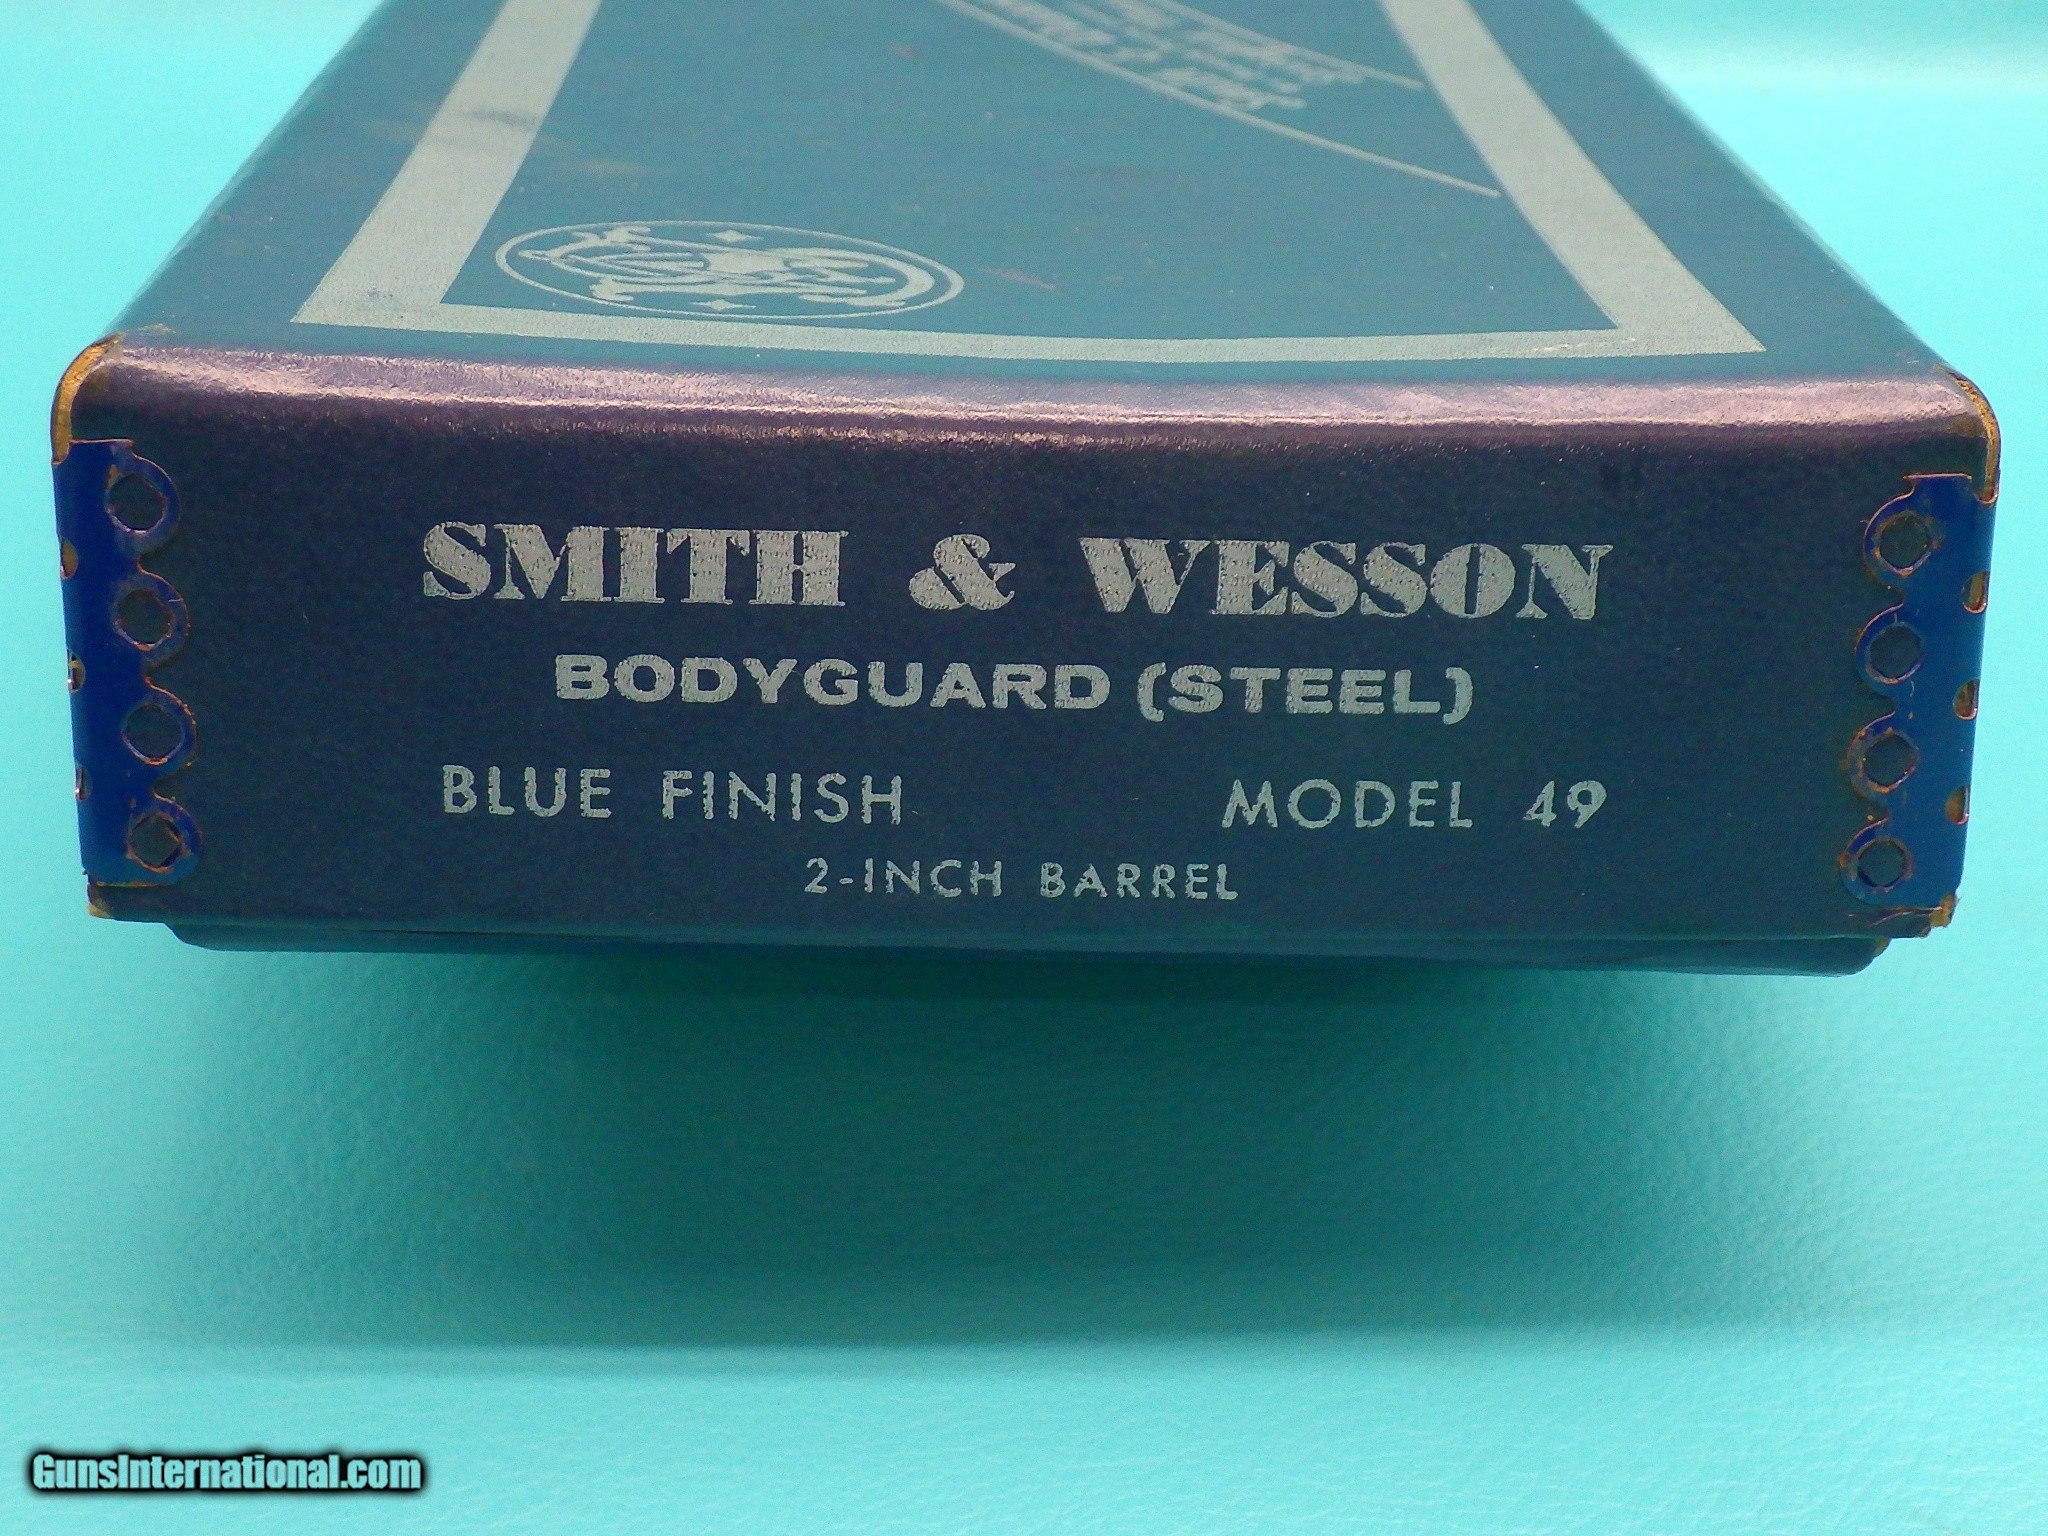 SMITH & WESSON
BODYGUARD (STEEL)
BLUE FINISH MODEL 49
2-INCH BARREL
GunsInternational.com